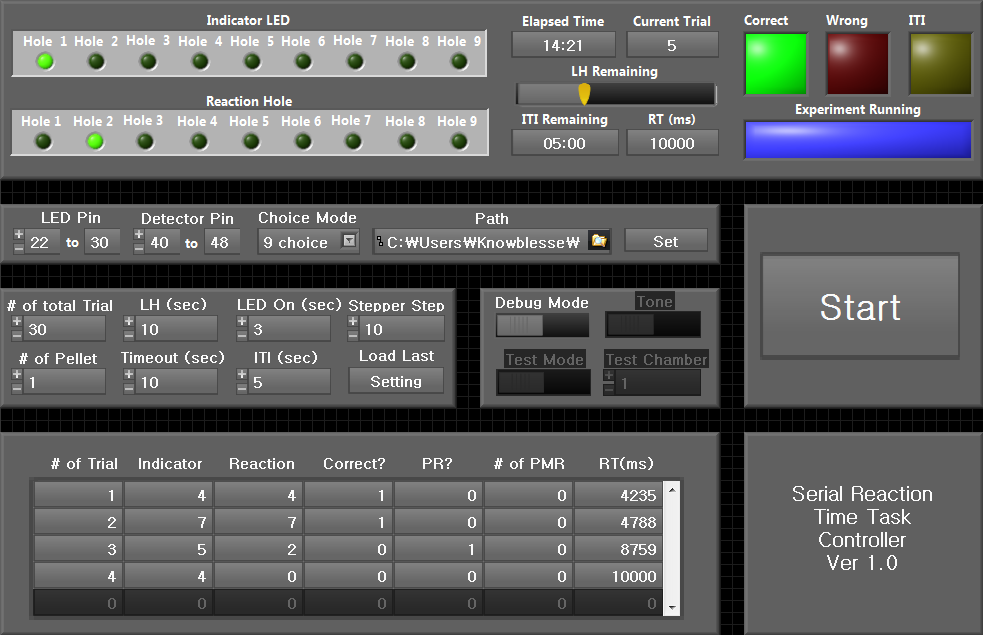 Indicator LED
Hole 1 Hole 2 Hole 3 Hole 4 Hole 5 Hole 6 Hole 7 Hole 8 Hole 9
Reaction Hole
Hole 1 Hole 2 Hole 3 Hole 4 Hole 5 Hole 6 Hole 7 Hole 8 Hole 9
Elapsed Time Current Trial
14:21 5
LH Remaining
ITI Remaining RT (ms)
05:00 10000
Correct Wrong ITI
Experiment Running
LED Pin Detector Pin Choice Mode Path
22 to 30 40 to 48 9 choice C:₩Users₩Knowblesse₩ Set
# of total Trial LH (sec) LED On (sec) Stepper Step
30 10 3 10
# of Pellet Timeout (sec) ITI (sec) Load Last
1 10 5 Setting
Debug Mode Tone
Test Mode Test Chamber
1
Start
# of Trial Indicator Reaction Correct? PR? # of PMR RT(ms)
1 4 4 1 0 0 4235
2 7 7 1 0 0 4788
3 5 2 0 1 0 8759
4 4 0 0 0 0 10000
0 0 0 0 0 0 0
Serial Reaction
Time Task
Controller
Ver 1.0